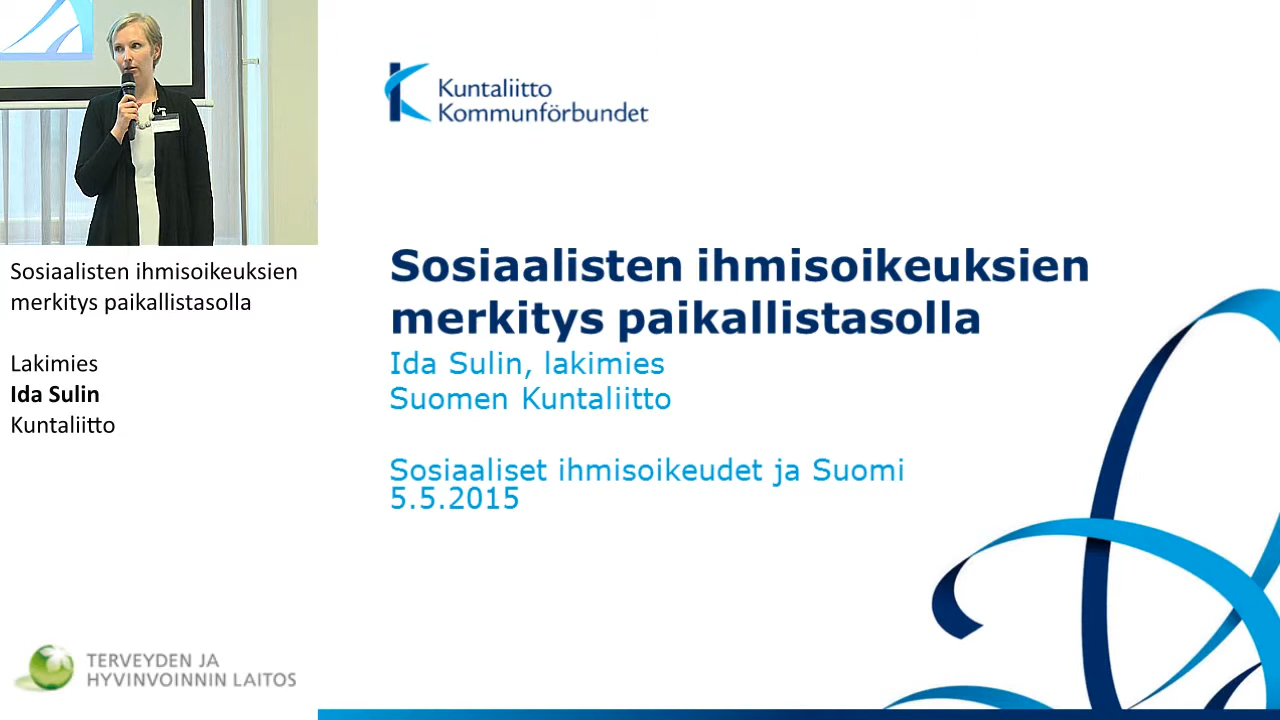 Kuntaliitto
Kommunförbundet
Sosiaalisten ihmisoikeuksien
merkitys paikallistasolla
Ida Sulin, lakimies
Suomen Kuntaliitto
Sosiaaliset ihmisoikeudet ja Suomi
5.5.2015
Sosiaalisten ihmisoikeuksien
merkitys paikallistasolla
Lakimies
Ida Sulin
Kuntaliitto
TERVEYDEN JA
HYVINVOINNIN LAITOS